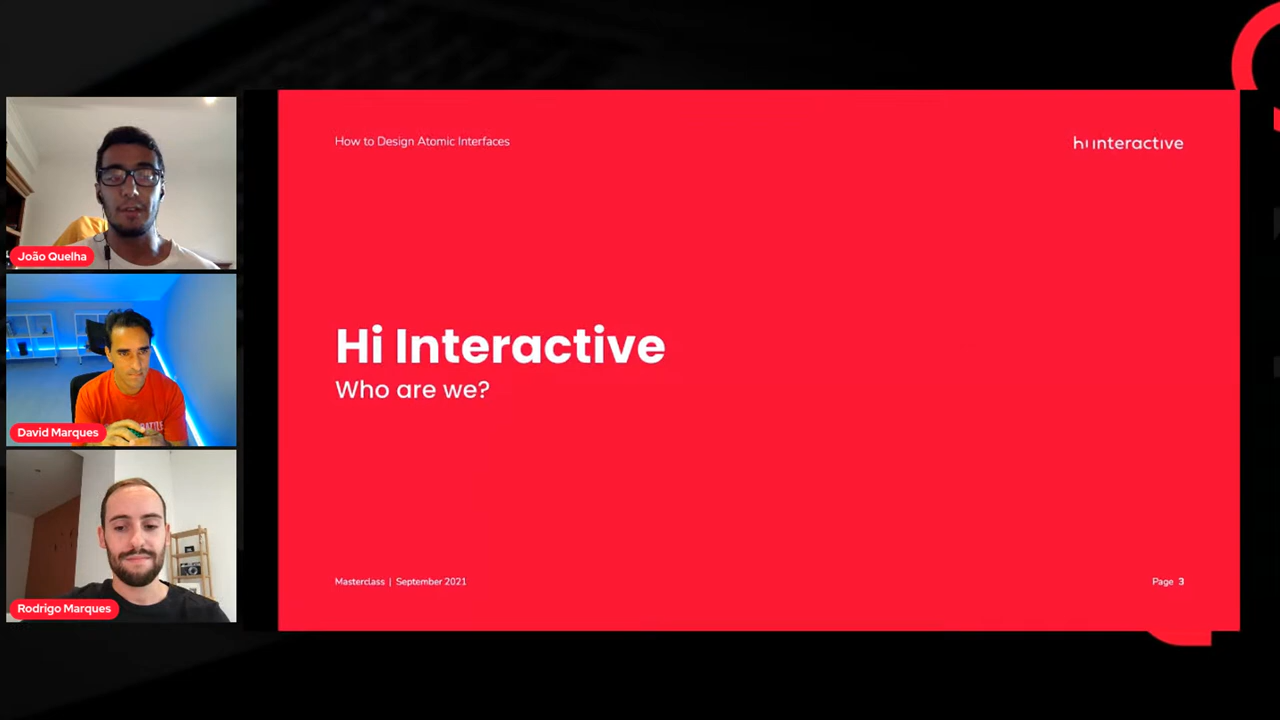 How to Design Atomic Interfaces
hi interactive
Hi Interactive
Who are we?
Masterclass | September 2021
Page 3
João Quelha
David Marques
Rodrigo Marques